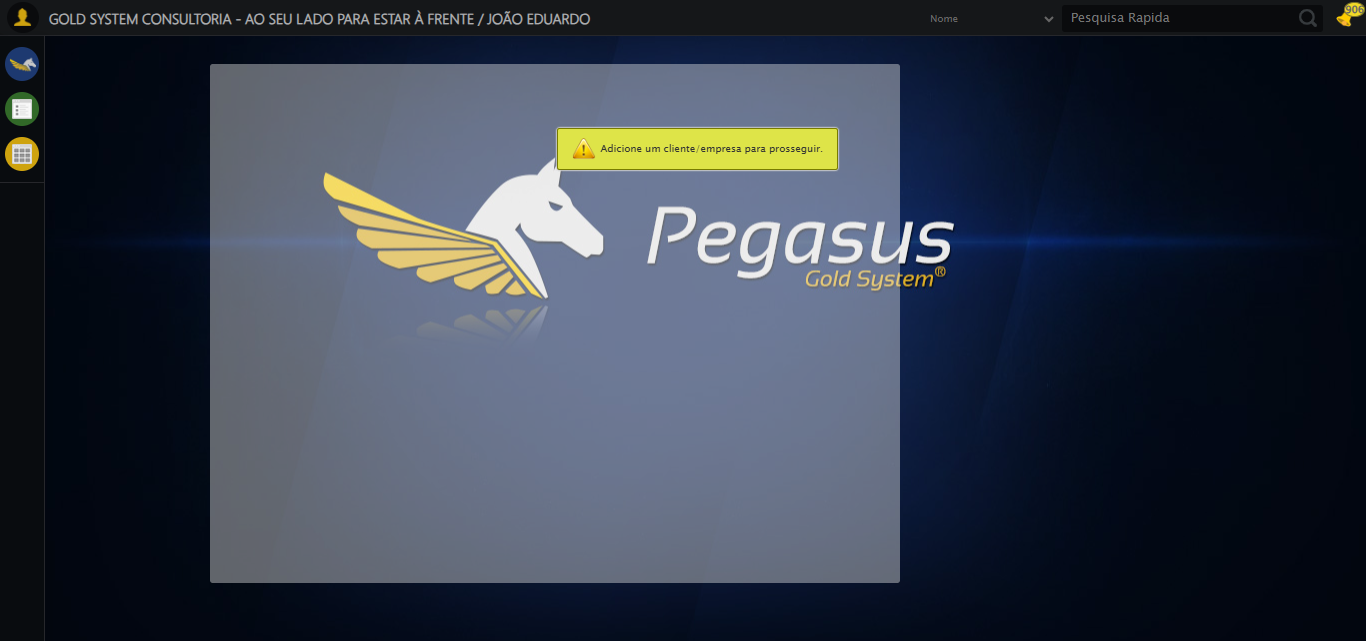 GOLD SYSTEM CONSULTORIA - AO SEU LADO PARA ESTAR À FRENTE / JOÃO EDUARDO
Nome
Pesquisa Rapida
906
Adicione um cliente/empresa para prosseguir.
Pegasus
Gold System®